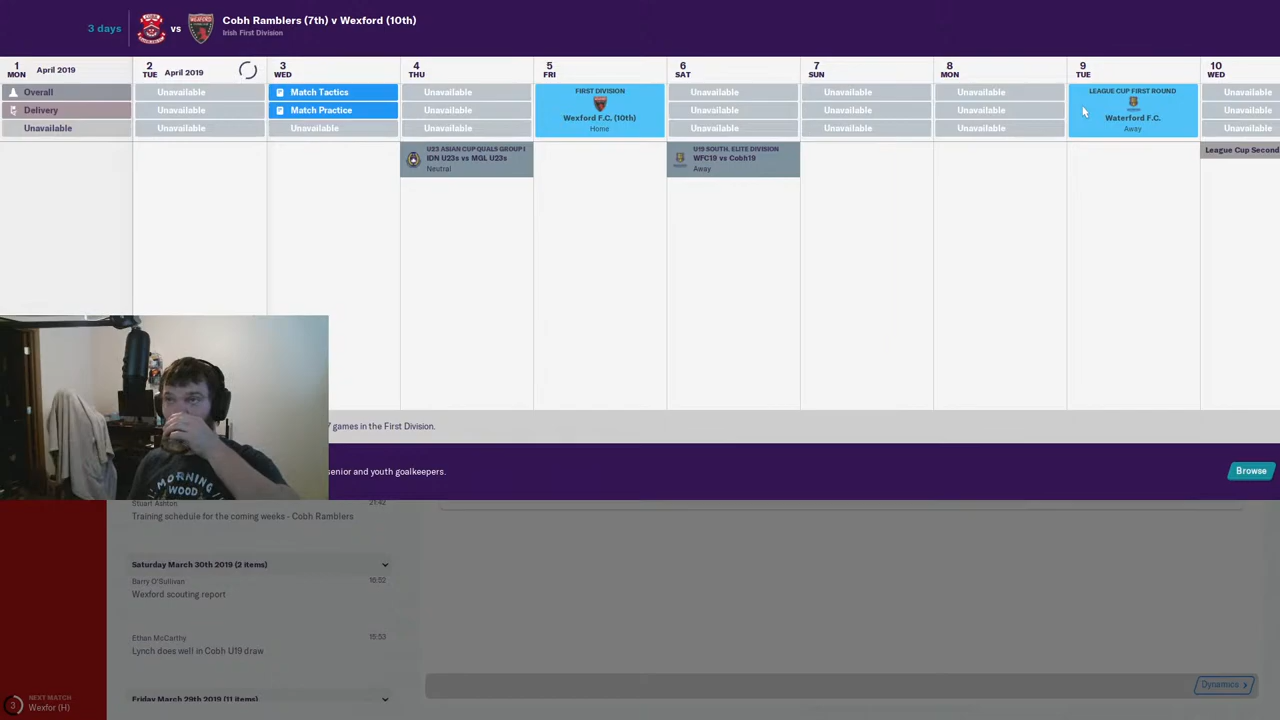 3 days
vs
Cobh Ramblers (7th) v Wexford (10th)
Irish First Division
1
MON
April 2019
2
TUE
April 2019
3
WED
4
THU
5
FRI
6
SAT
7
SUN
8
MON
9
TUE
10
WED
Overall
Unavailable
Match Tactics
Unavailable
FIRST DIVISION
Unavailable
Unavailable
Unavailable
LEAGUE CUP FIRST ROUND
Unavailable
Delivery
Unavailable
Match Practice
Unavailable
Wexford F.C. (10th)
Unavailable
Unavailable
Unavailable
Waterford F.C.
Unavailable
Unavailable
Unavailable
Unavailable
Unavailable
Home
Unavailable
Unavailable
Unavailable
Away
Unavailable
U23 ASIAN CUP QUALS GROUP I
IDN U23s vs MGL U23s
Neutral
U19 SOUTH. ELITE DIVISION
WFC19 vs Cobh19
Away
League Cup Second
7 games in the First Division.
senior and youth goalkeepers.
Browse
MORNING
WOOD
Stuart Ashton
21:42
Training schedule for the coming weeks - Cobh Ramblers
Saturday March 30th 2019 (2 items)
Barry O'Sullivan
16:32
Wexford scouting report
Ethan McCarthy
15:53
Lynch does well in Cobh U19 draw
Friday March 29th 2019 (11 items)
Dynamics
3
NEXT MATCH
Wexfor (H)